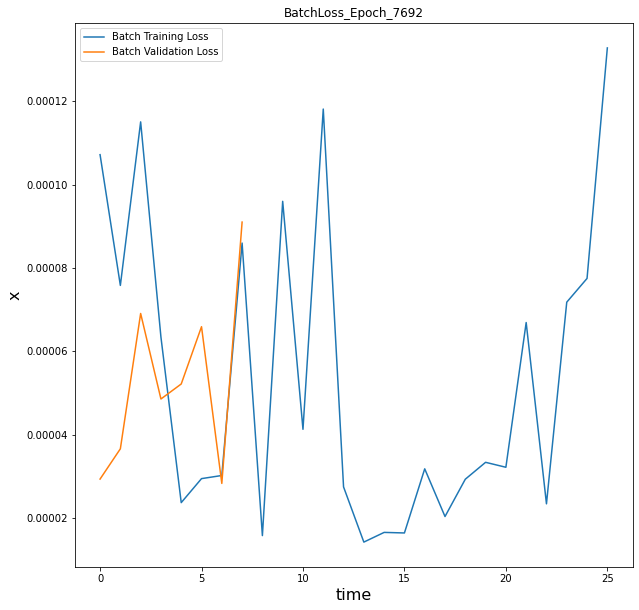 BatchLoss_Epoch_7692
Batch Training Loss
Batch Validation Loss
0.00012
0.00010
0.00008
0.00006
0.00004
0.00002
x
0 5 10 15 20 25
time